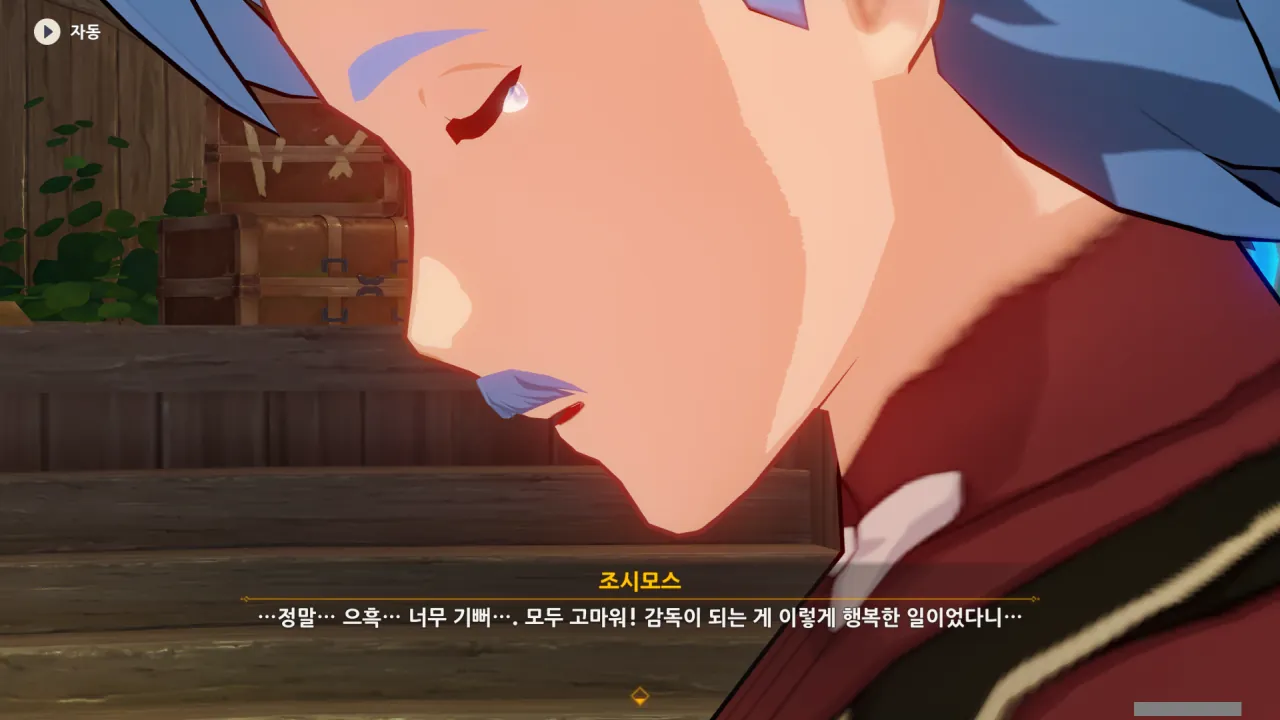 자동
조시모스
…정말… 으흑… 너무 기뻐…. 모두 고마워! 감독이 되는 게 이렇게 행복한 일이었다니…